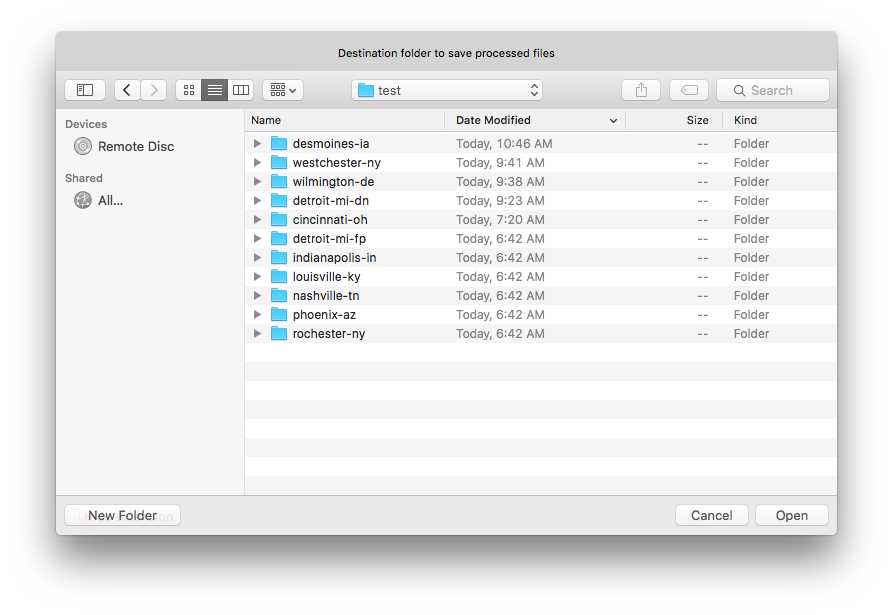 Destination folder to save processed files
test
Search
Devices
Remote Disc
Shared
All...
Name Date Modified Size Kind
desmoines-ia Today, 10:46 AM -- Folder
westchester-ny Today, 9:41 AM -- Folder
wilmington-de Today, 9:38 AM -- Folder
detroit-mi-dn Today, 9:23 AM -- Folder
cincinnati-oh Today, 7:20 AM -- Folder
detroit-mi-fp Today, 6:42 AM -- Folder
indianapolis-in Today, 6:42 AM -- Folder
louisville-ky Today, 6:42 AM -- Folder
nashville-tn Today, 6:42 AM -- Folder
phoenix-az Today, 6:42 AM -- Folder
rochester-ny Today, 6:42 AM -- Folder
New Folder Cancel Open